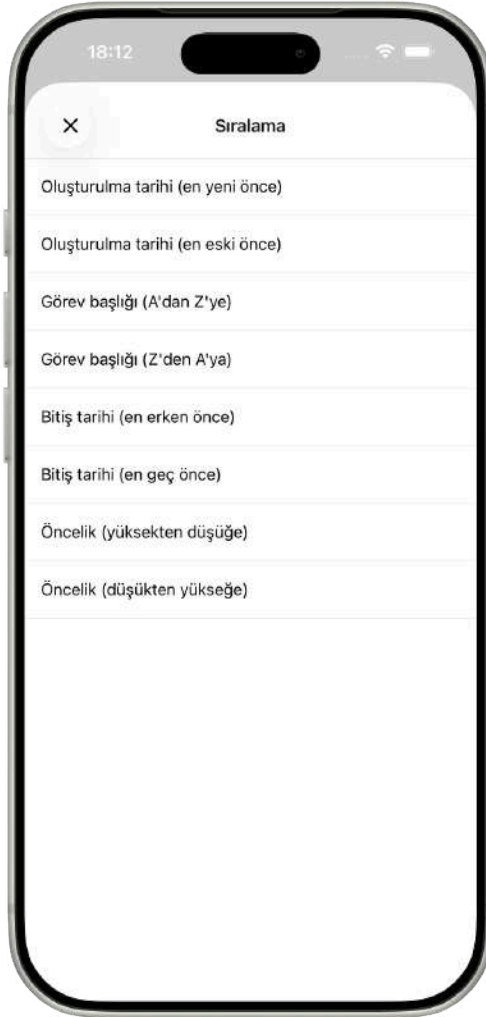 18:12
Sıralama
Oluşturulma tarihi (en yeni önce)
Oluşturulma tarihi (en eski önce)
Görev başlığı (A'dan Z'ye)
Görev başlığı (Z'den A'ya)
Bitiş tarihi (en erken önce)
Bitiş tarihi (en geç önce)
Öncelik (yüksekten düşüğe)
Öncelik (düşükten yükseğe)